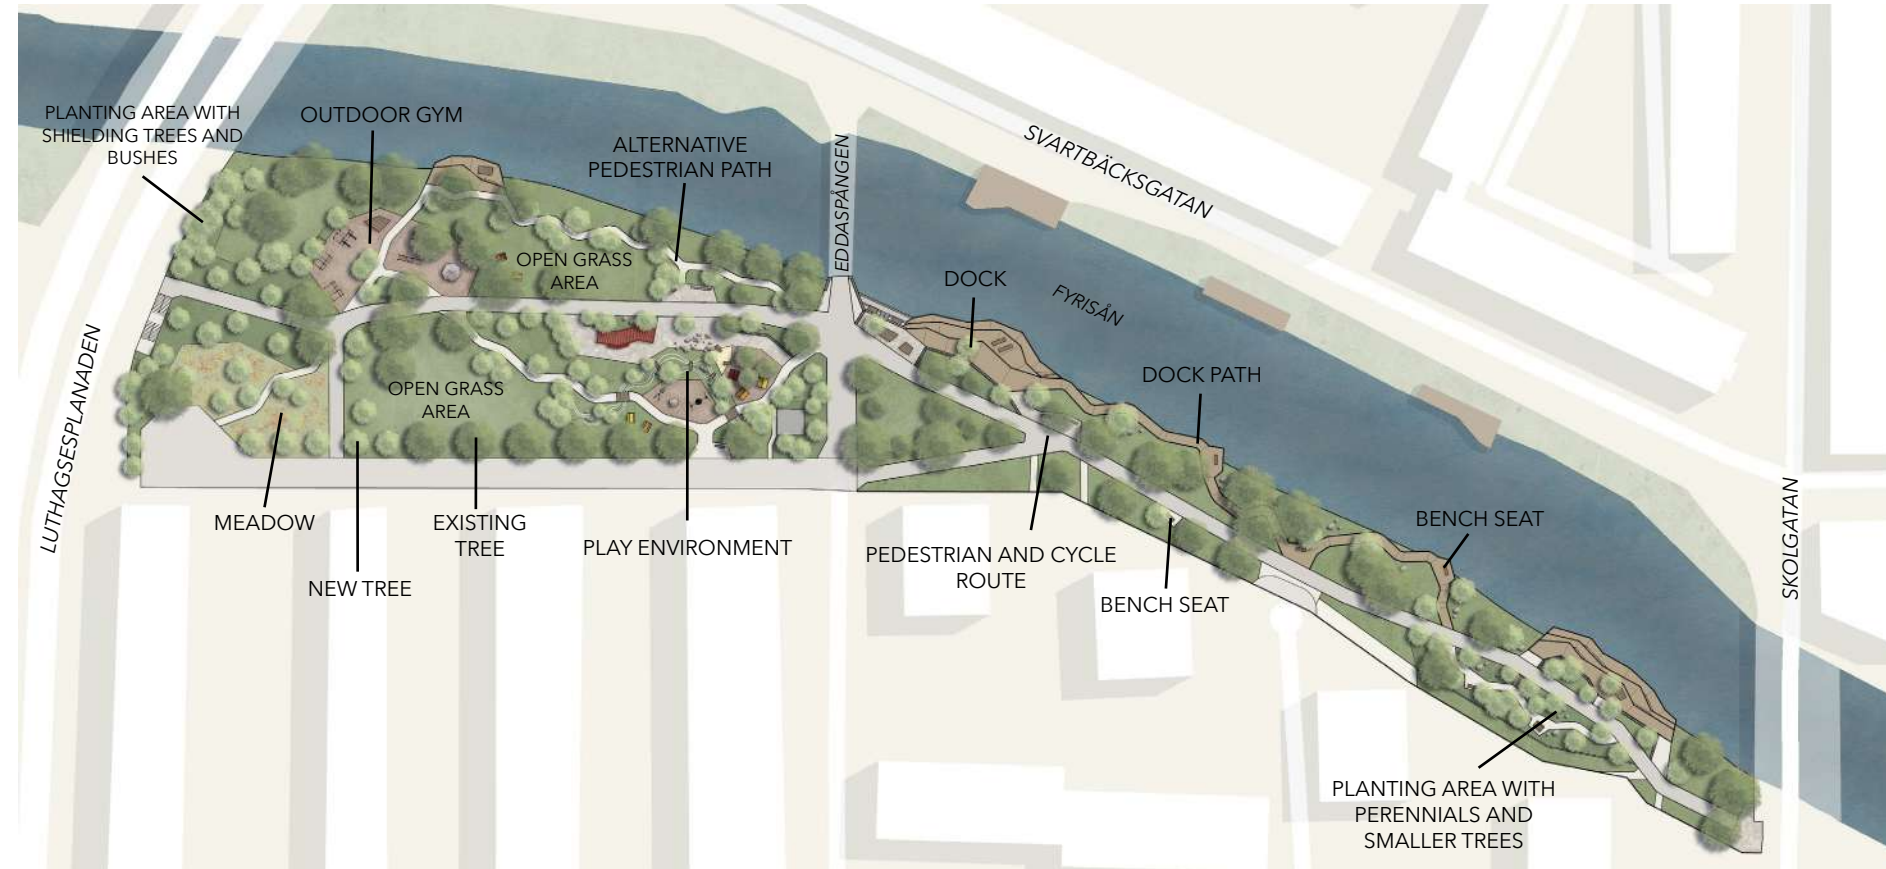 PLANTING AREA WITH
SHIELDING TREES AND
BUSHES
OUTDOOR GYM
ALTERNATIVE
PEDESTRIAN PATH
EDDASPÅNGEN
SVARTBÄCKSGATAN
OPEN GRASS
AREA
DOCK
FYRISÅN
LUTHAGSESPLANADEN
OPEN GRASS
AREA
DOCK PATH
MEADOW
NEW TREE
EXISTING
TREE
PLAY ENVIRONMENT
PEDESTRIAN AND CYCLE
ROUTE
BENCH SEAT
BENCH SEAT
SKOLGATAN
PLANTING AREA WITH
PERENNIALS AND
SMALLER TREES